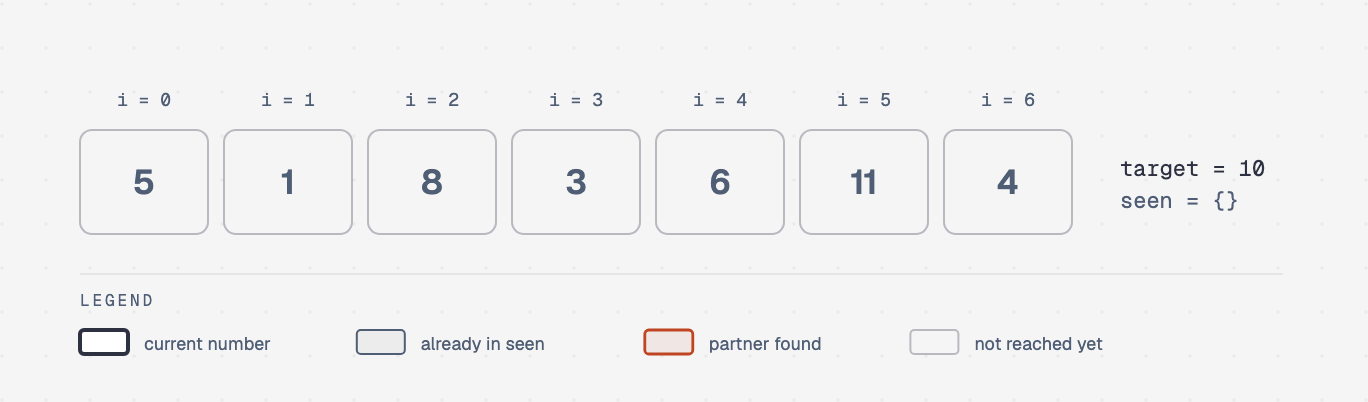 i = 0 i = 1 i = 2 i = 3 i = 4 i = 5 i = 6
5 1 8 3 6 11 4
target = 10
seen = {}
LEGEND
current number already in seen partner found not reached yet